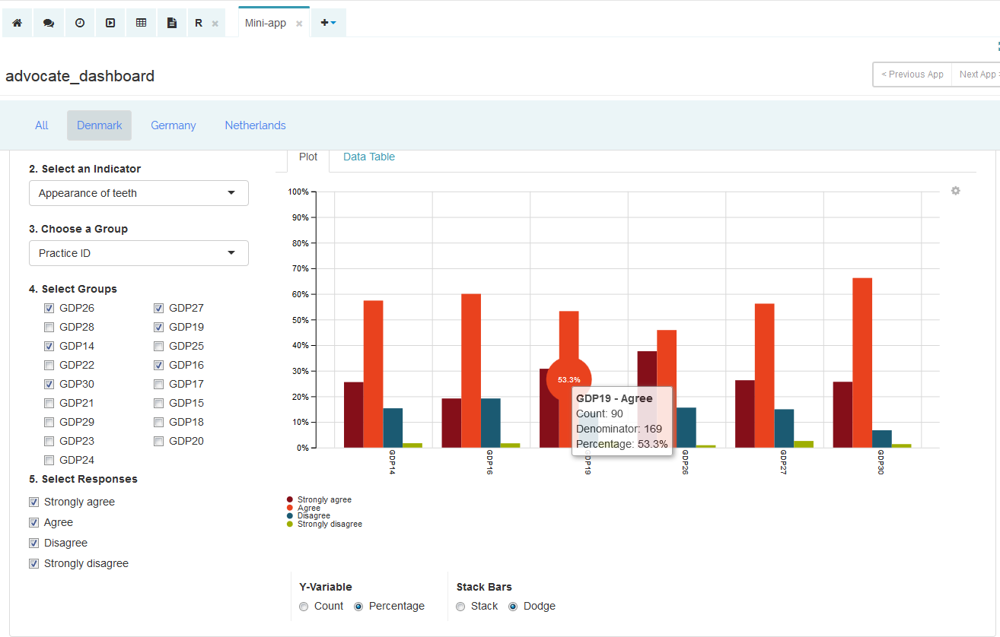 R
Mini-app
advocate_dashboard
< Previous App
Next App >
All
Denmark
Germany
Netherlands
2. Select an Indicator
Appearance of teeth
3. Choose a Group
Practice ID
4. Select Groups
GDP26
GDP27
GDP28
GDP19
GDP14
GDP25
GDP22
GDP16
GDP30
GDP17
GDP21
GDP15
GDP29
GDP18
GDP23
GDP20
GDP24
5. Select Responses
Strongly agree
Agree
Disagree
Strongly disagree
Plot
Data Table
100%
90%
80%
70%
60%
50%
40%
30%
20%
10%
0%
53.3%
GDP19 - Agree
Count: 90
Denominator: 169
Percentage: 53.3%
GDP14
GDP16
GDP19
GDP26
GDP27
GDP30
Strongly agree
Agree
Disagree
Strongly disagree
Y-Variable
Count
Percentage
Stack Bars
Stack
Dodge